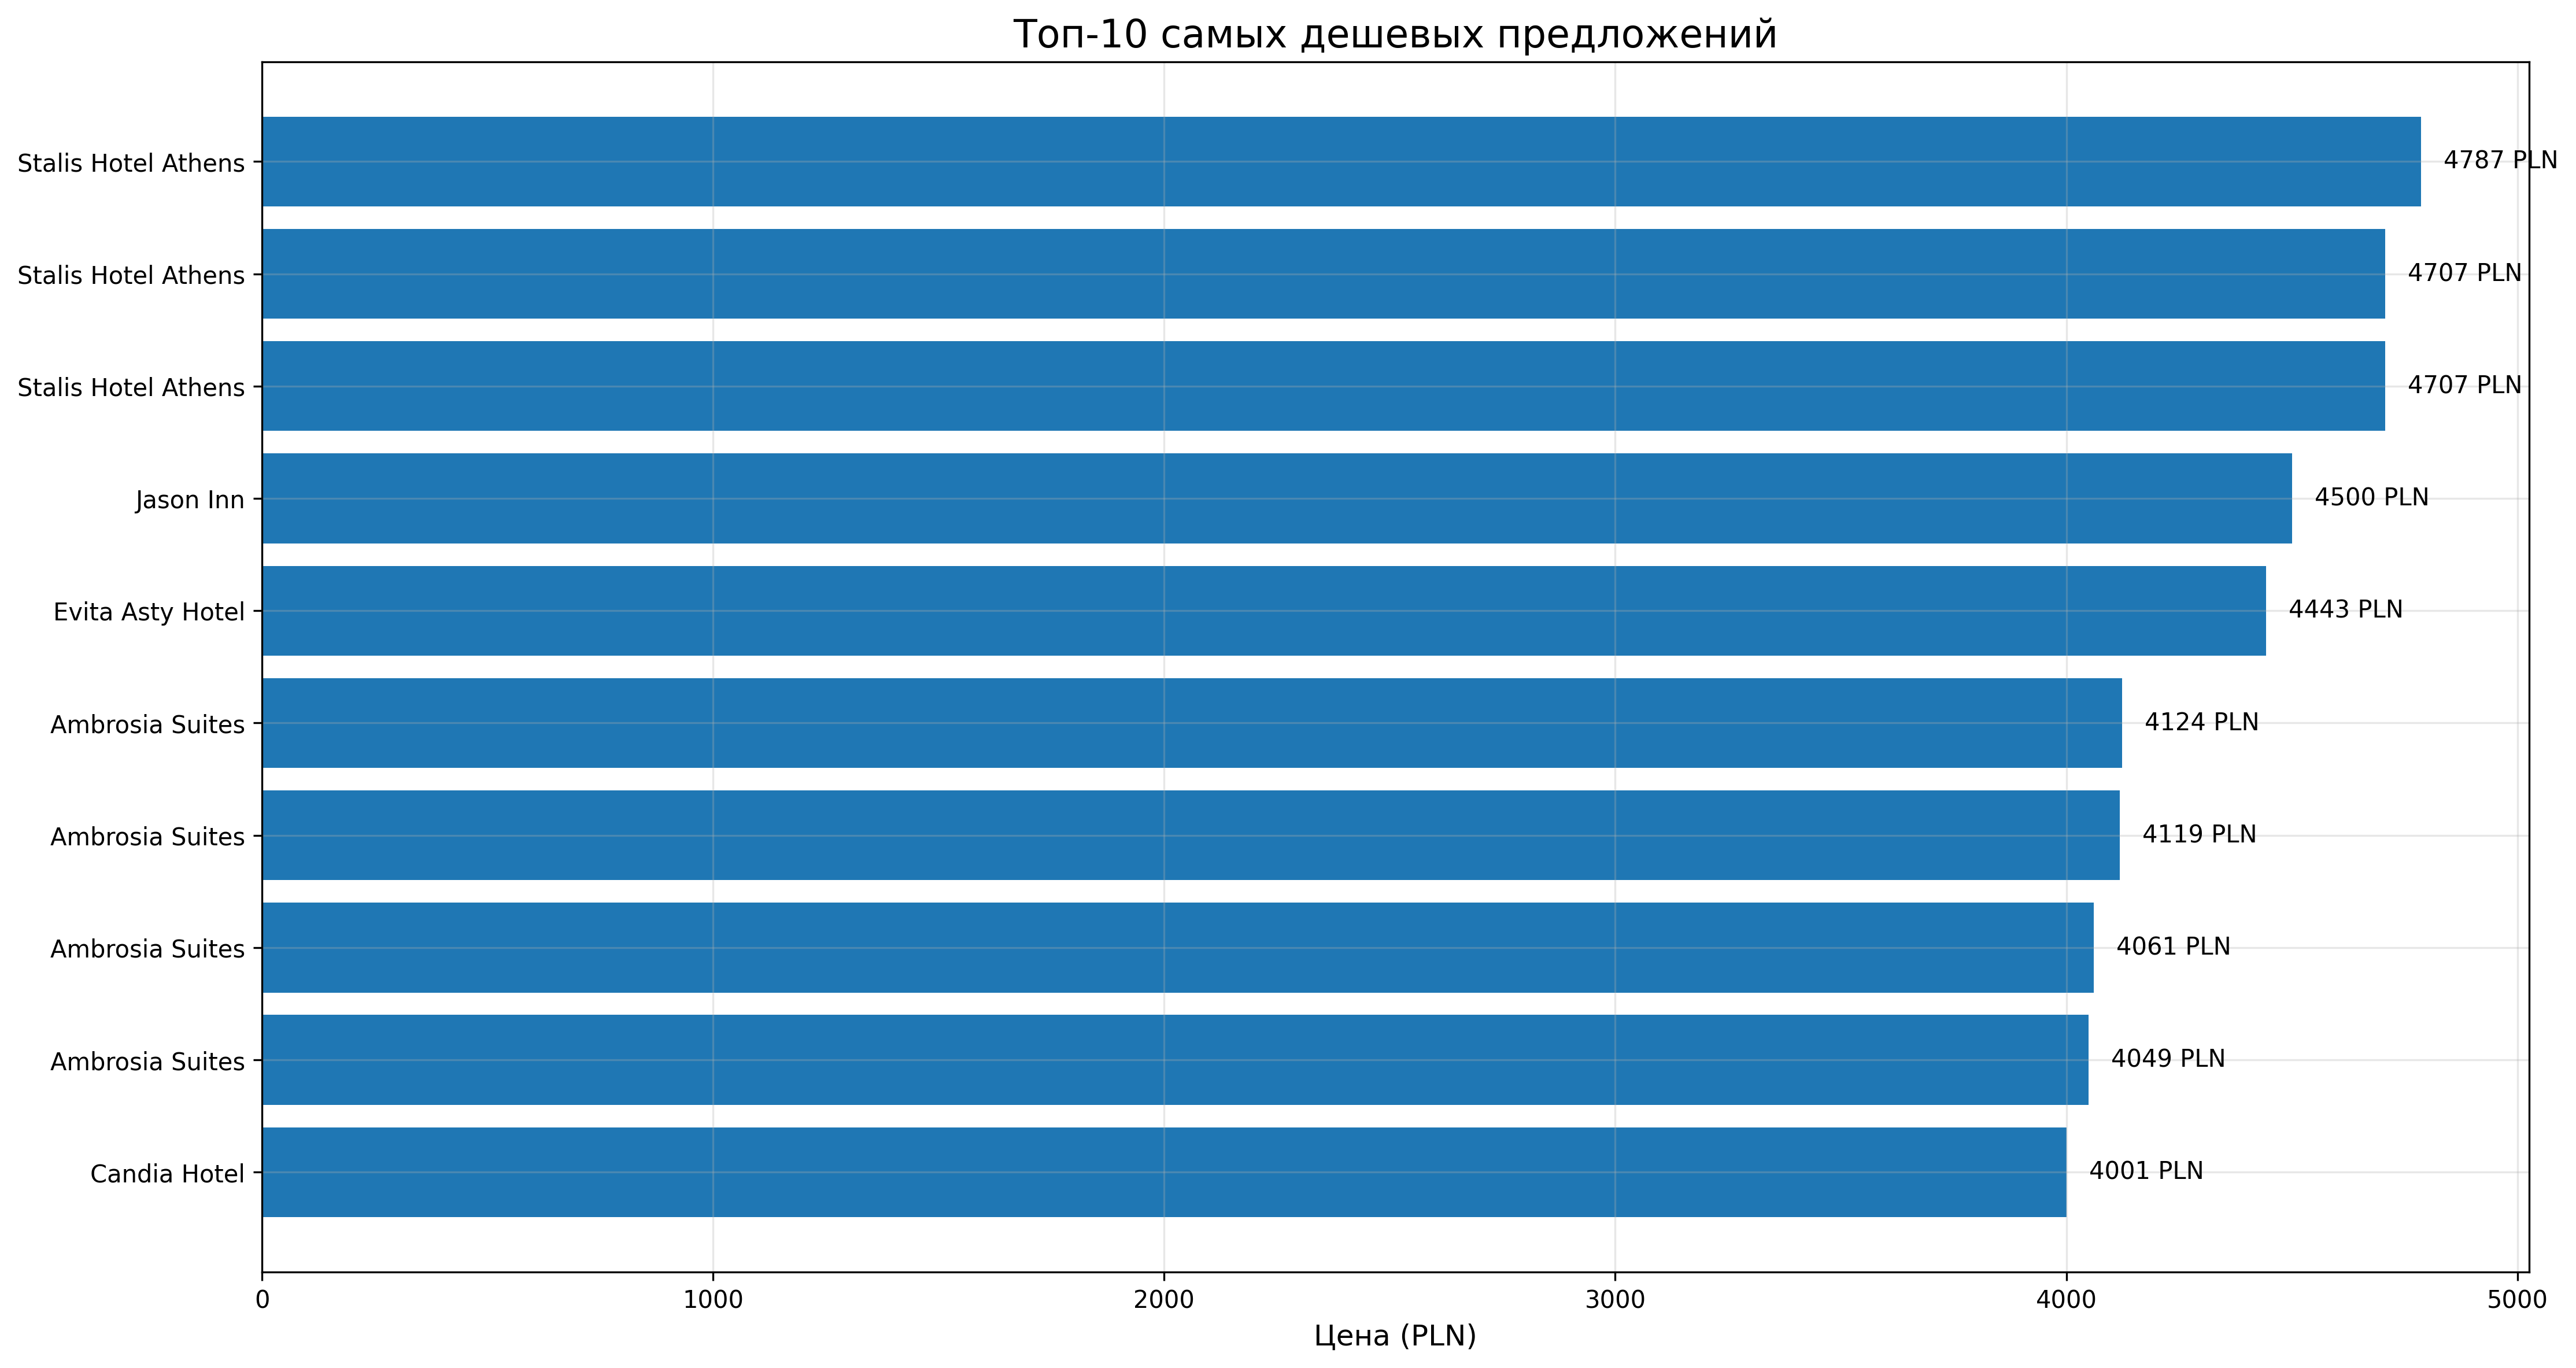 Топ-10 самых дешевых предложений
Stalis Hotel Athens 4787 PLN
Stalis Hotel Athens 4707 PLN
Stalis Hotel Athens 4707 PLN
Jason Inn 4500 PLN
Evita Asty Hotel 4443 PLN
Ambrosia Suites 4124 PLN
Ambrosia Suites 4119 PLN
Ambrosia Suites 4061 PLN
Ambrosia Suites 4049 PLN
Candia Hotel 4001 PLN
0 1000 2000 3000 4000 5000
Цена (PLN)